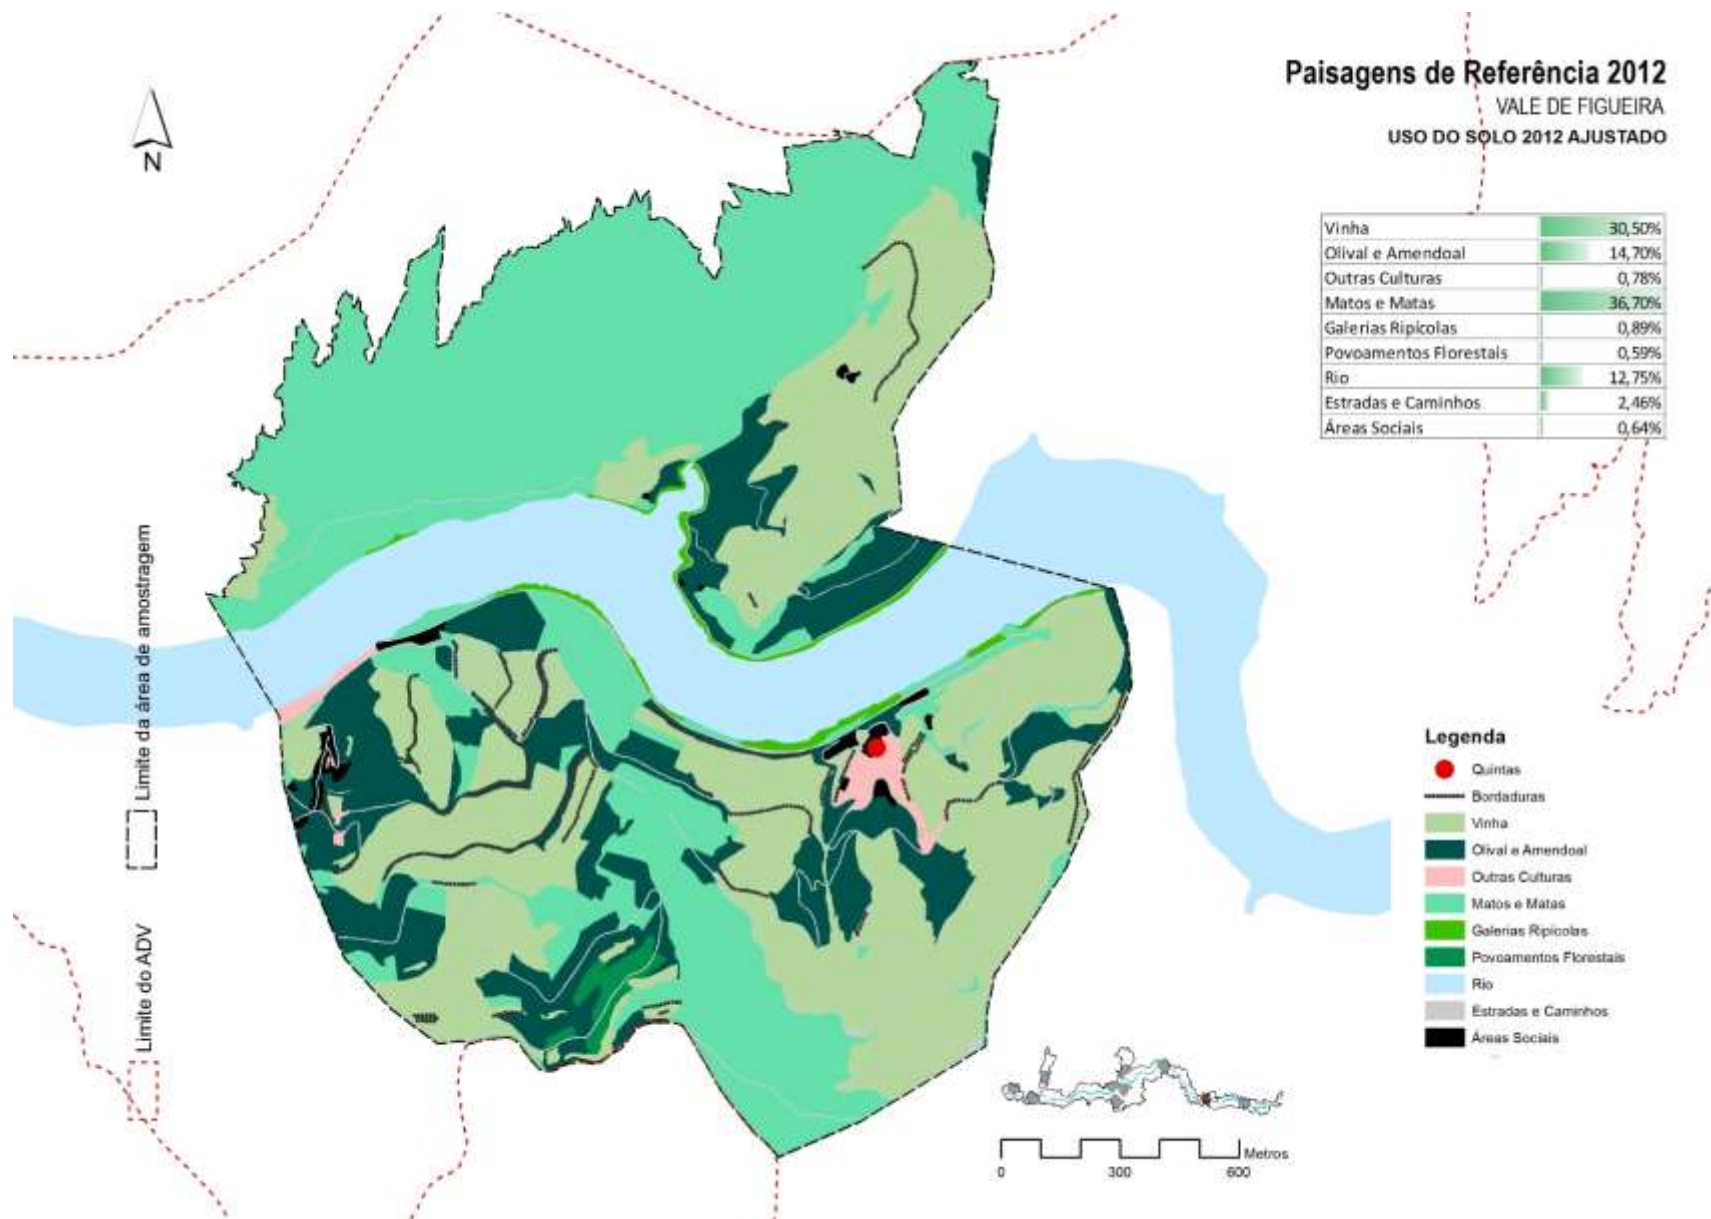 Paisagens de Referência 2012
VALE DE FIGUEIRA
USO DO SOLO 2012 AJUSTADO
N
Vinha 30,50%
Olival e Amendoal 14,70%
Outras Culturas 0,78%
Matos e Matas 36,70%
Galerias Ripícolas 0,89%
Povoamentos Florestais 0,59%
Rio 12,75%
Estradas e Caminhos 2,46%
Áreas Sociais 0,64%
Limite da área de amostragem
Limite do ADV
Legenda
Quintas
Bordaduras
Vinha
Olival e Amendoal
Outras Culturas
Matos e Matas
Galerias Ripícolas
Povoamentos Florestais
Rio
Estradas e Caminhos
Áreas Sociais
Metros
0 300 600